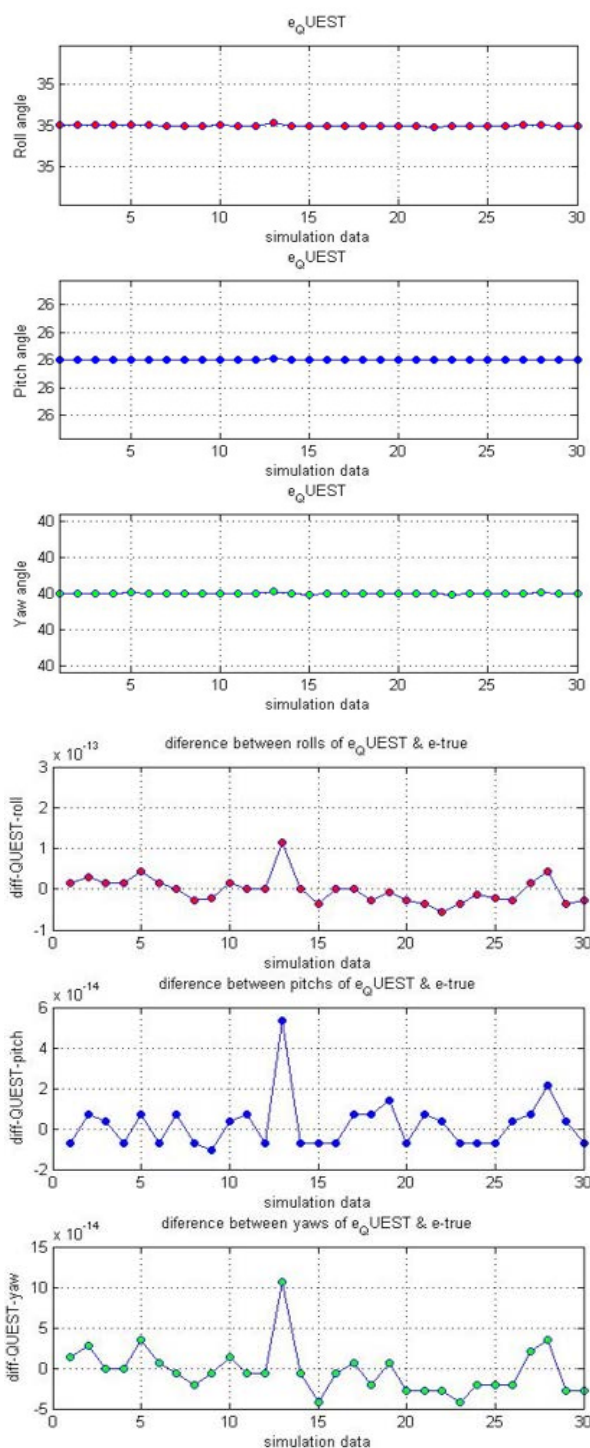 e_QUEST
35
35
35
Roll angle
5 10 15 20 25 30
simulation data
e_QUEST
26
26
26
26
26
Pitch angle
5 10 15 20 25 30
simulation data
e_QUEST
40
40
40
40
40
Yaw angle
5 10 15 20 25 30
simulation data
x 10^-13 diference between rolls of e_QUEST & e-true
3
2
1
0
-1
diff-QUEST-roll
0 5 10 15 20 25 30
simulation data
x 10^-14 diference between pitchs of e_QUEST & e-true
6
4
2
0
-2
diff-QUEST-pitch
0 5 10 15 20 25 30
simulation data
x 10^-14 diference between yaws of e_QUEST & e-true
15
10
5
0
-5
diff-QUEST-yaw
0 5 10 15 20 25 30
simulation data